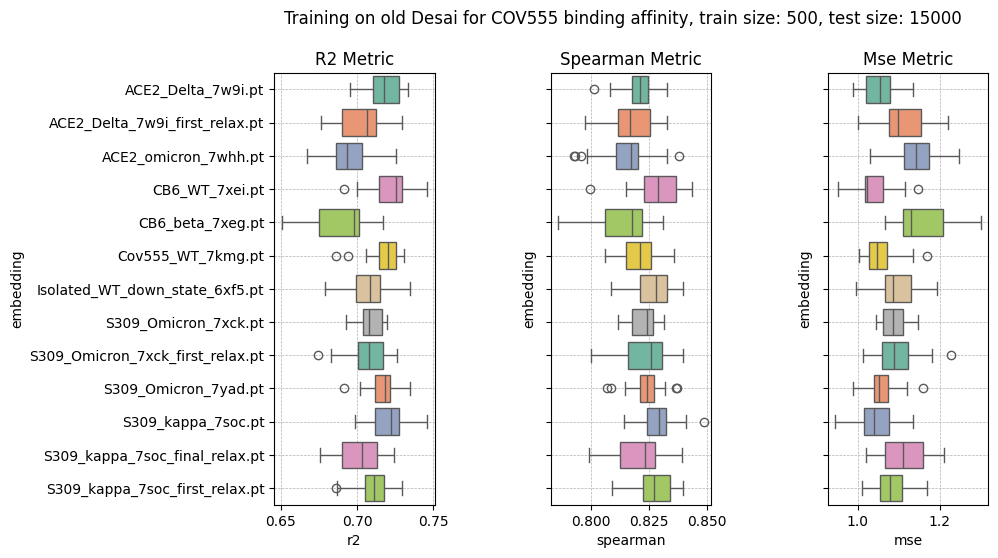 Training on old Desai for COV555 binding affinity, train size: 500, test size: 15000
R2 Metric
Spearman Metric
Mse Metric
embedding
ACE2_Delta_7w9i.pt
ACE2_Delta_7w9i_first_relax.pt
ACE2_omicron_7whh.pt
CB6_WT_7xei.pt
CB6_beta_7xeg.pt
Cov555_WT_7kmg.pt
Isolated_WT_down_state_6xf5.pt
S309_Omicron_7xck.pt
S309_Omicron_7xck_first_relax.pt
S309_Omicron_7yad.pt
S309_kappa_7soc.pt
S309_kappa_7soc_final_relax.pt
S309_kappa_7soc_first_relax.pt
0.65 0.70 0.75
r2
embedding
0.800 0.825 0.850
spearman
embedding
1.0 1.2
mse